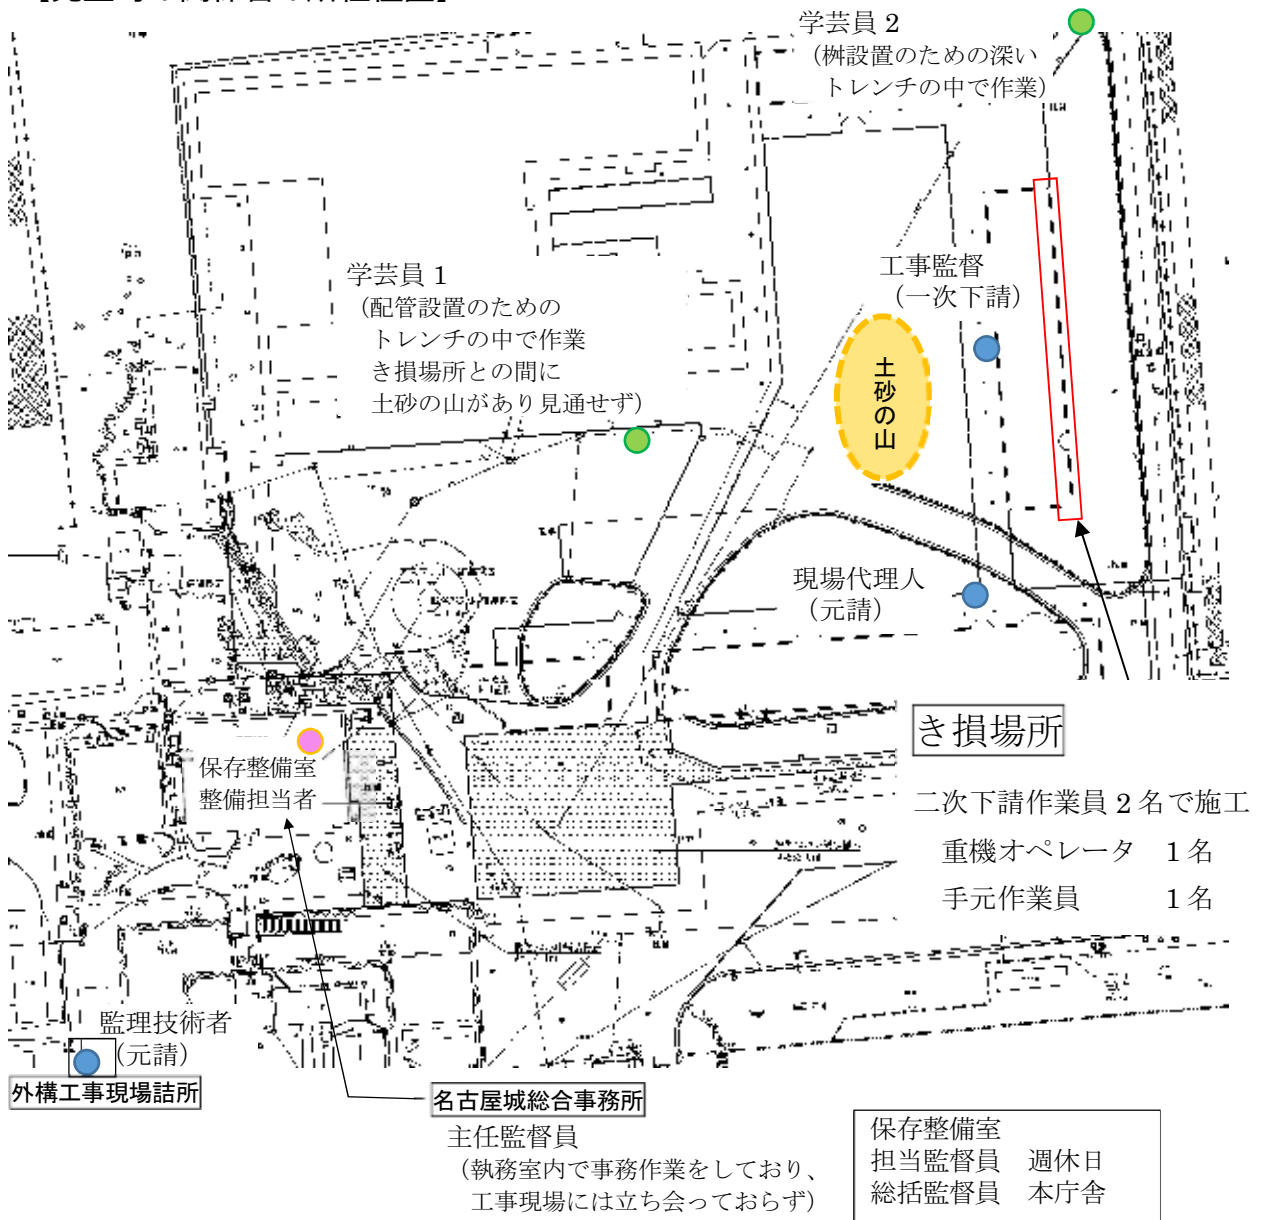 学芸員 2
（桝設置のための深い
トレンチの中で作業）
学芸員 1
（配管設置のための
トレンチの中で作業
き損場所との間に
土砂の山があり見通せず）
工事監督
（一次下請）
土砂の山
現場代理人
（元請）
き損場所
二次下請作業員 2 名で施工
重機オペレータ 1 名
手元作業員 1 名
保存整備室
整備担当者
監理技術者
（元請）
外構工事現場詰所
名古屋城総合事務所
主任監督員
（執務室内で事務作業をしており、
工事現場には立ち会っておらず）
保存整備室
担当監督員 週休日
総括監督員 本庁舎